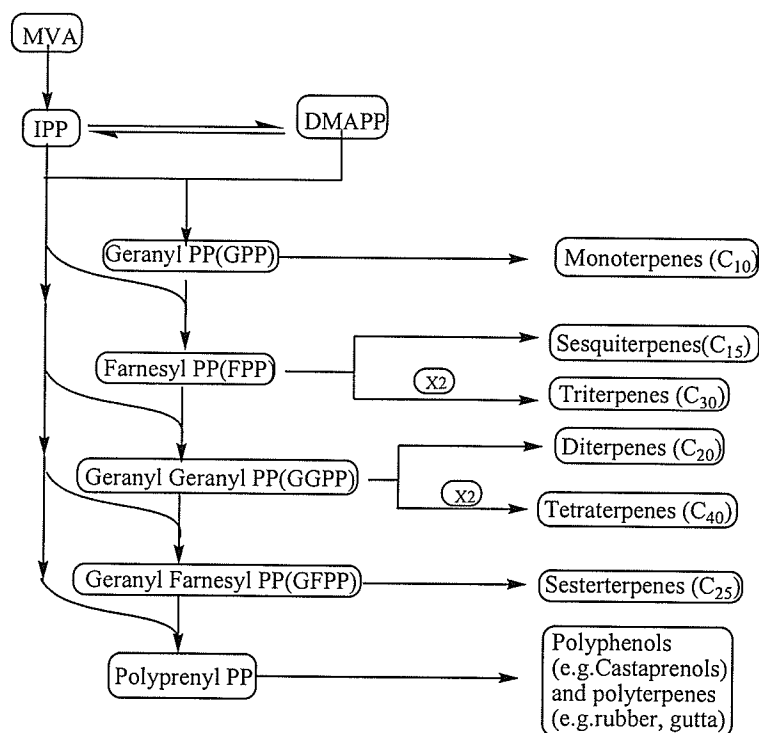 MVA
IPP
DMAPP
Geranyl PP(GPP)
Monoterpenes (C10)
Sesquiterpenes(C15)
Farnesyl PP(FPP)
X2
Triterpenes (C30)
Diterpenes (C20)
Geranyl Geranyl PP(GGPP)
X2
Tetraterpenes (C40)
Geranyl Farnesyl PP(GFPP)
Sesterterpenes (C25)
Polyprenyl PP
Polyphenols
(e.g.Castaprenols)
and polyterpenes
(e.g.rubber, gutta)